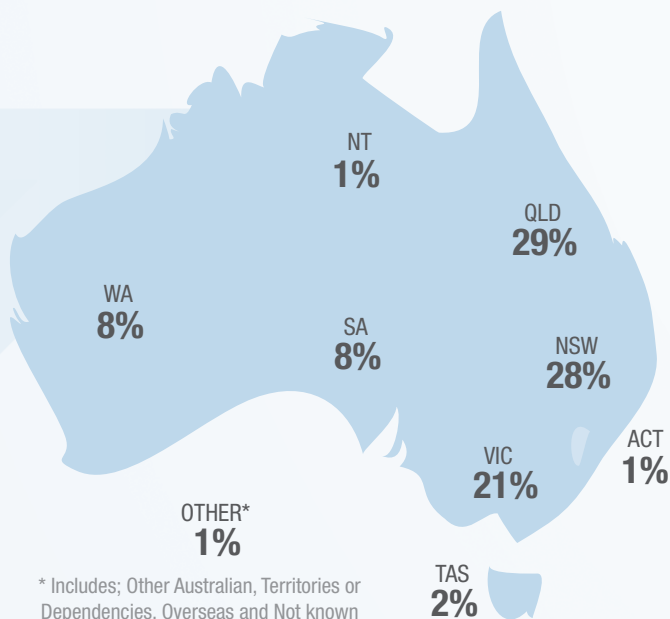 NT
1%
QLD
29%
WA
8%
SA
8%
NSW
28%
ACT
1%
VIC
21%
OTHER*
1%
* Includes; Other Australian, Territories or
Dependencies, Overseas and Not known
TAS
2%